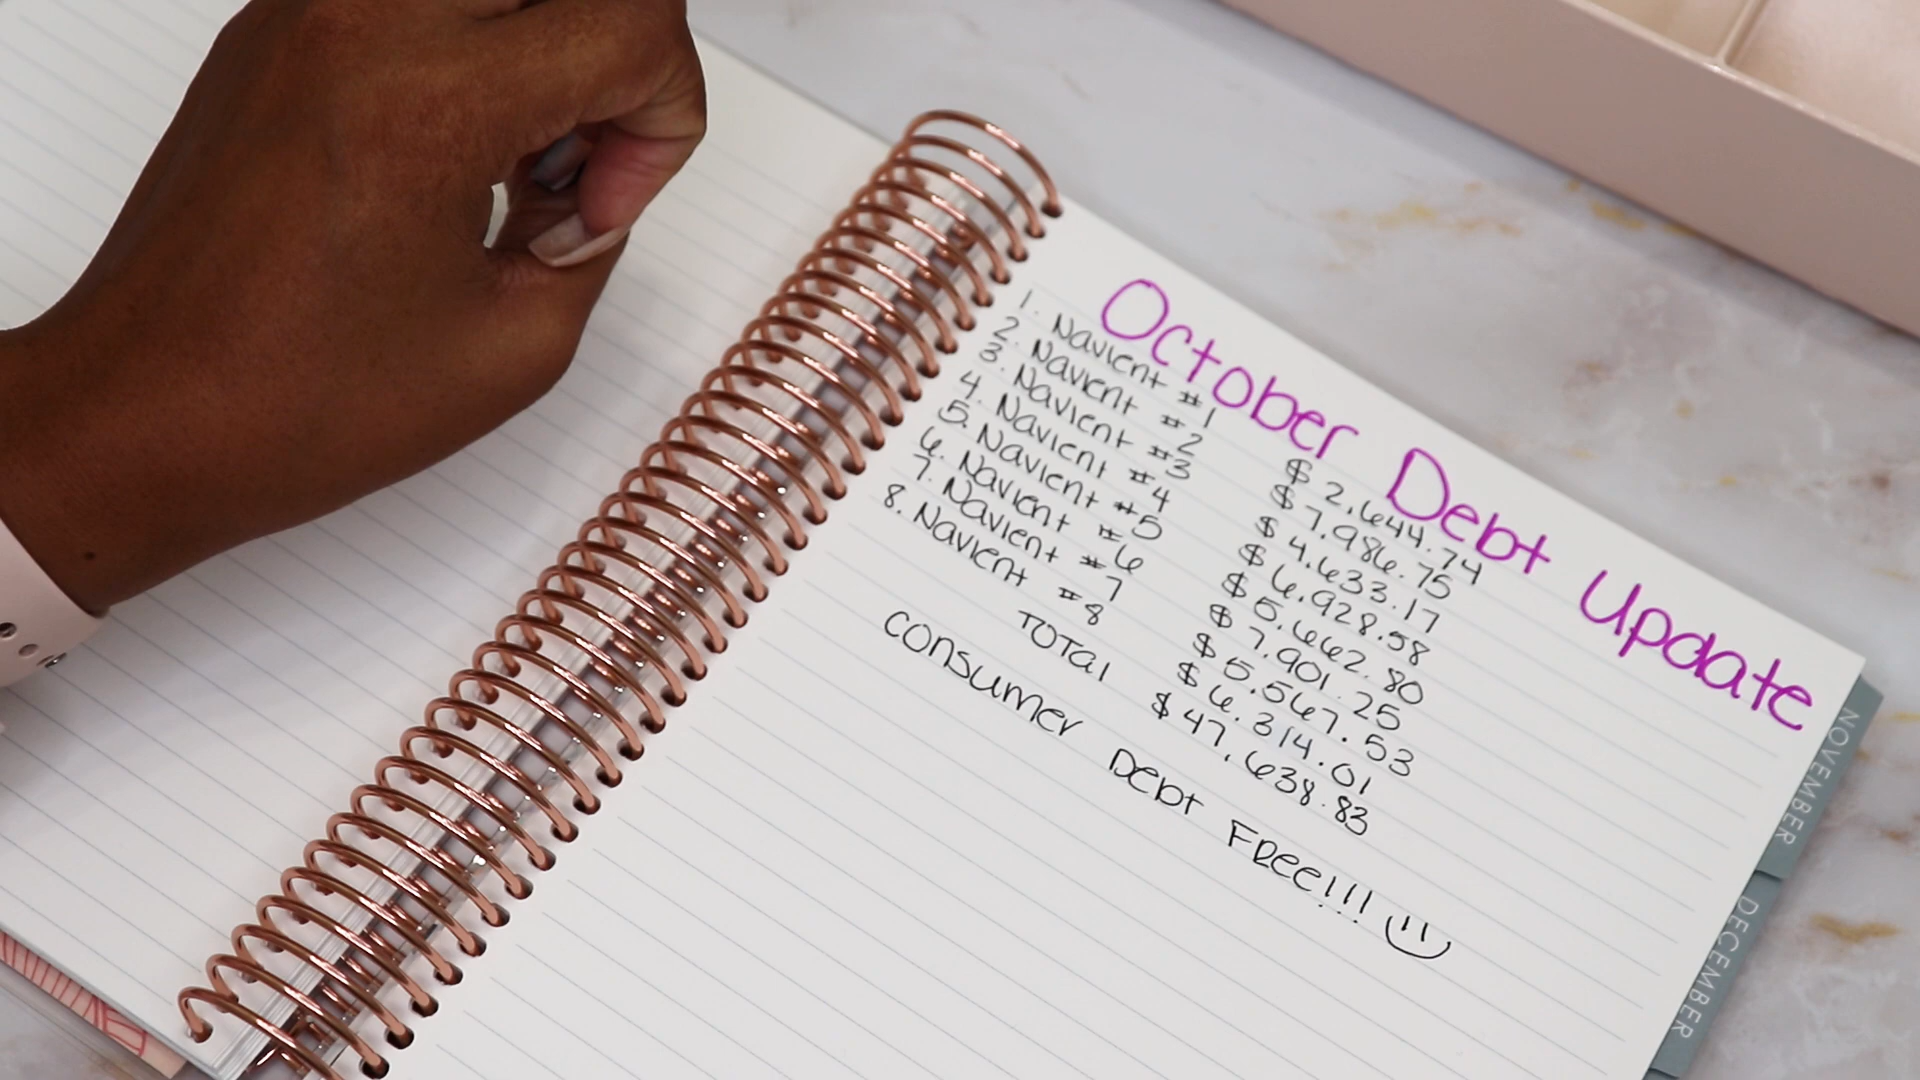 October Debt Update
1. Navient #1 $2,644.74
2. Navient #2 $7,986.75
3. Navient #3 $4,633.17
4. Navient #4 $6,928.58
5. Navient #5 $5,662.80
6. Navient #6 $7,901.25
7. Navient #7 $5,567.53
8. Navient #8 $6,314.01
TOTAL $47,638.83
CONSUMER DEBT FREE!!!
NOVEMBER
DECEMBER